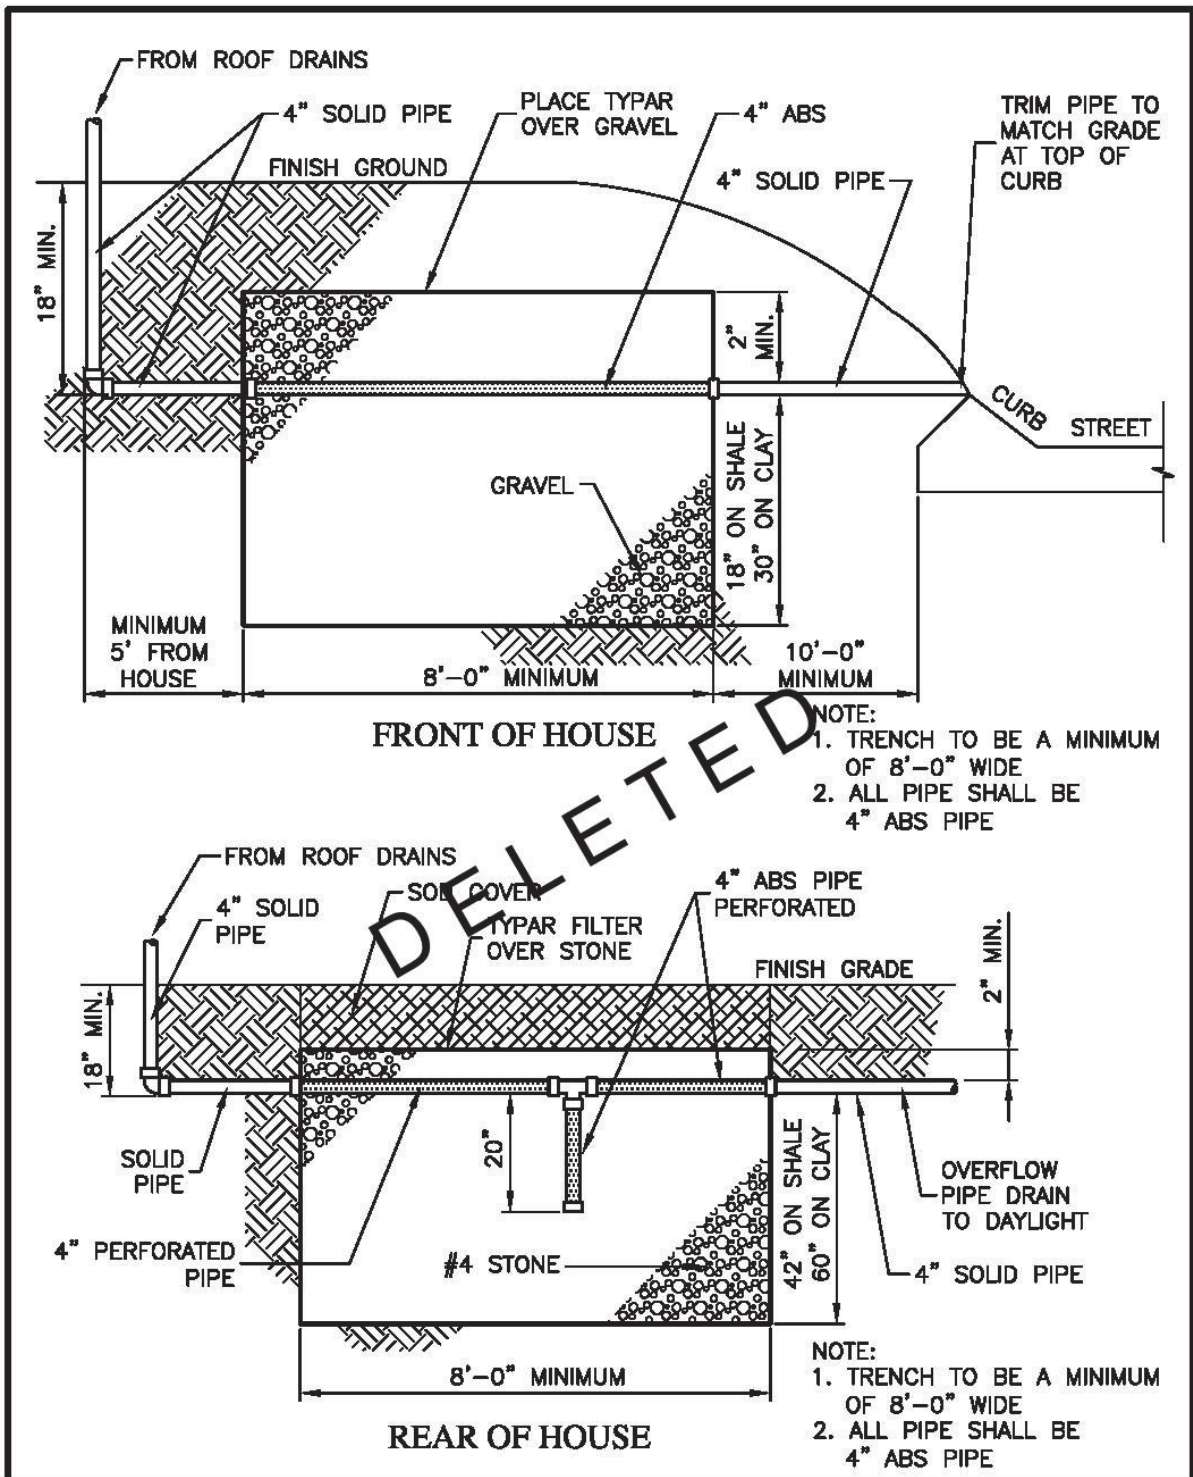 FROM ROOF DRAINS
4" SOLID PIPE
PLACE TYPAR
OVER GRAVEL
4" ABS
TRIM PIPE TO
MATCH GRADE
AT TOP OF
CURB
FINISH GROUND
4" SOLID PIPE
18" MIN.
2"
MIN.
CURB
STREET
GRAVEL
18" ON SHALE
30" ON CLAY
MINIMUM
5' FROM
HOUSE
8'-0" MINIMUM
10'-0"
MINIMUM
FRONT OF HOUSE
NOTE:
1. TRENCH TO BE A MINIMUM
OF 8'-0" WIDE
2. ALL PIPE SHALL BE
4" ABS PIPE
DELETED
FROM ROOF DRAINS
4" SOLID
PIPE
SOD COVER
TYPAR FILTER
OVER STONE
4" ABS PIPE
PERFORATED
FINISH GRADE
2" MIN.
18" MIN.
SOLID
PIPE
20"
4" PERFORATED
PIPE
#4 STONE
42" ON SHALE
60" ON CLAY
OVERFLOW
PIPE DRAIN
TO DAYLIGHT
4" SOLID PIPE
8'-0" MINIMUM
REAR OF HOUSE
NOTE:
1. TRENCH TO BE A MINIMUM
OF 8'-0" WIDE
2. ALL PIPE SHALL BE
4" ABS PIPE